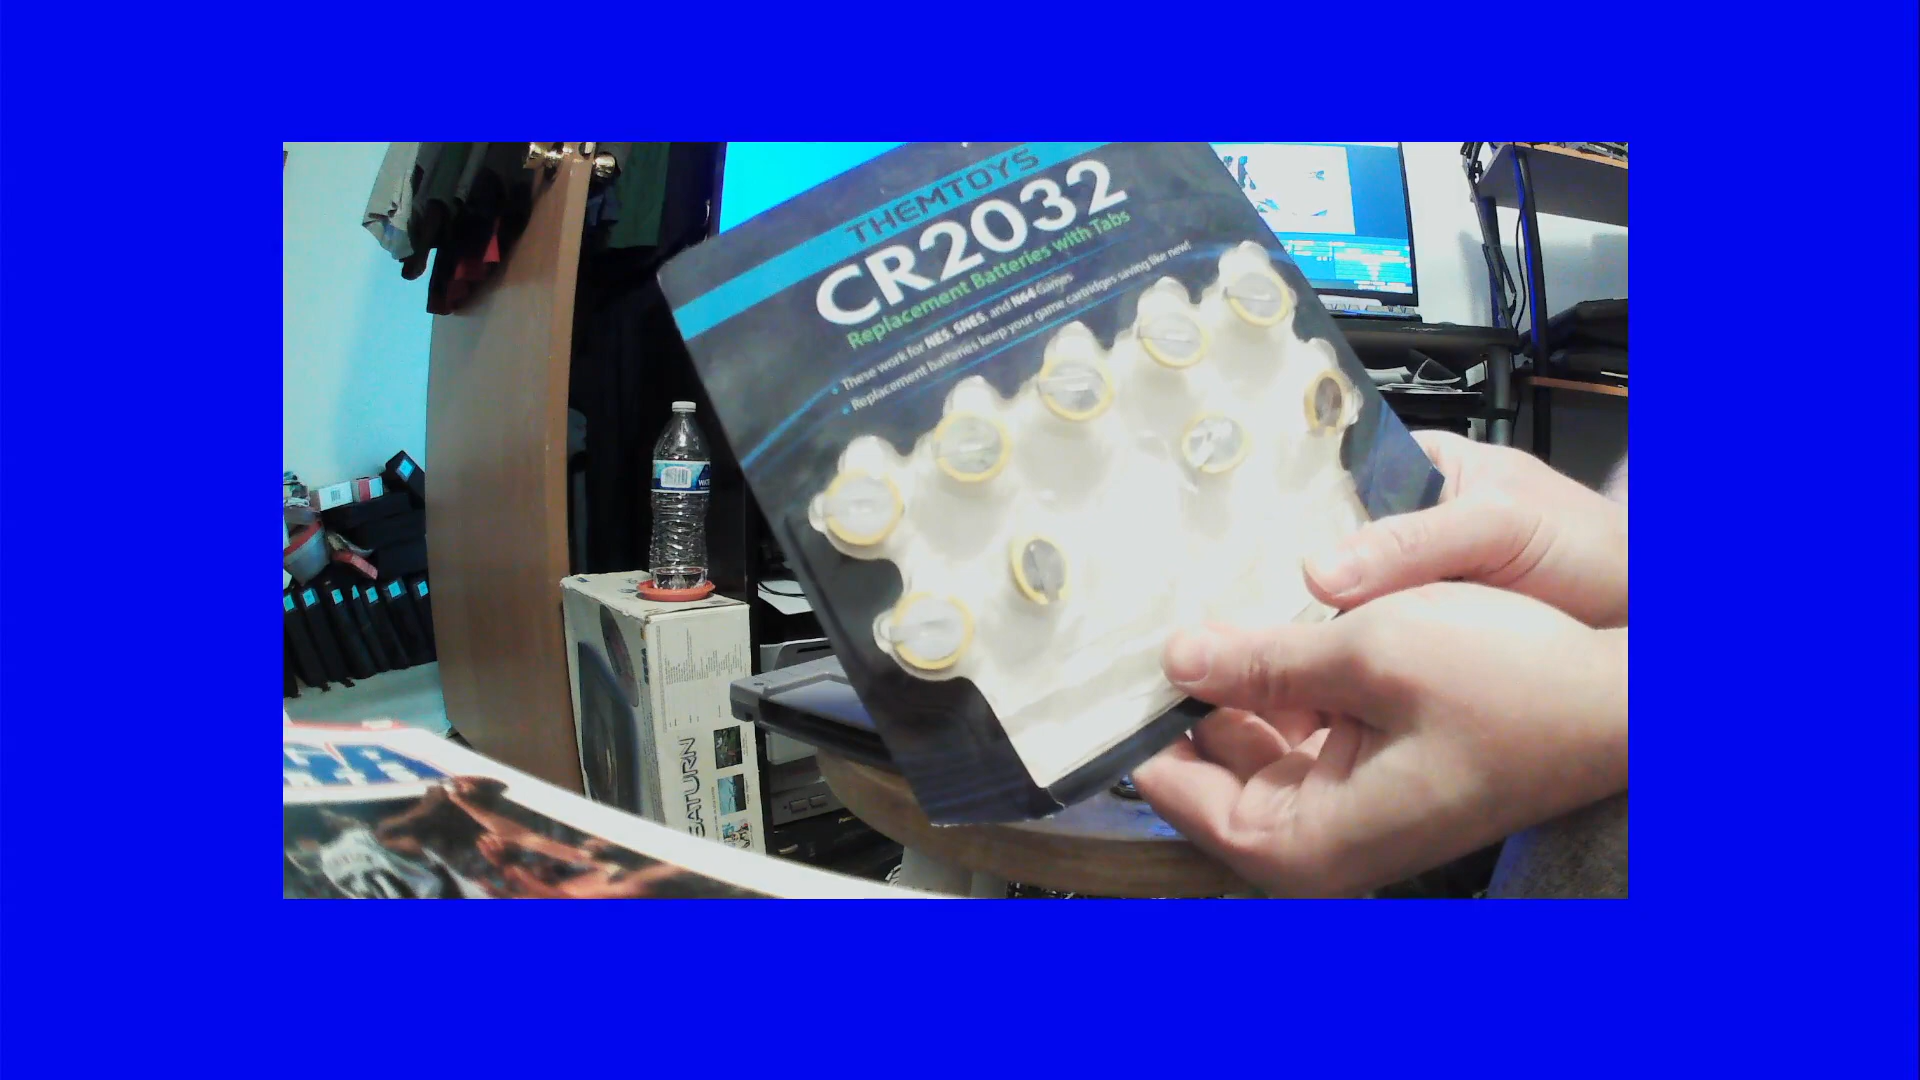 THEMTOYS
CR2032
Replacement Batteries with Tabs
• These work for NES, SNES, and N64 Games
• Replacement batteries keep your game cartridges saving like new!
SATURN